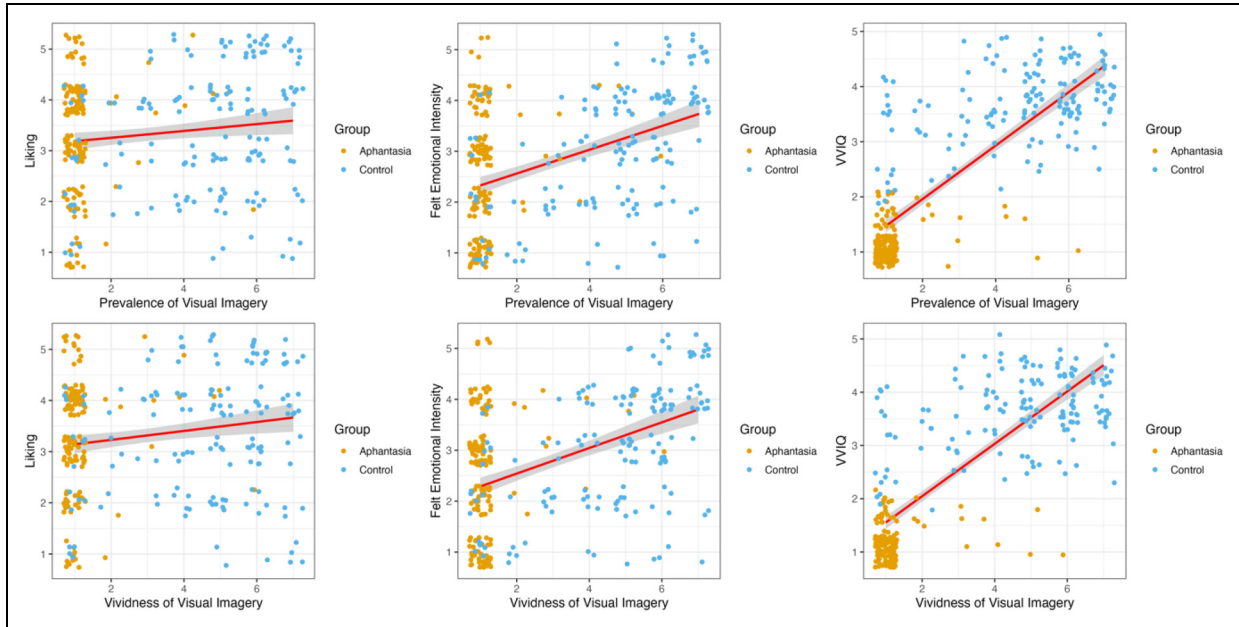 Liking
5
4
3
2
1
2
4
6
Prevalence of Visual Imagery
Group
Aphantasia
Control
Felt Emotional Intensity
5
4
3
2
1
2
4
6
Prevalence of Visual Imagery
Group
Aphantasia
Control
VVIQ
5
4
3
2
1
2
4
6
Prevalence of Visual Imagery
Group
Aphantasia
Control
Liking
5
4
3
2
1
2
4
6
Vividness of Visual Imagery
Group
Aphantasia
Control
Felt Emotional Intensity
5
4
3
2
1
2
4
6
Vividness of Visual Imagery
Group
Aphantasia
Control
VVIQ
5
4
3
2
1
2
4
6
Vividness of Visual Imagery
Group
Aphantasia
Control